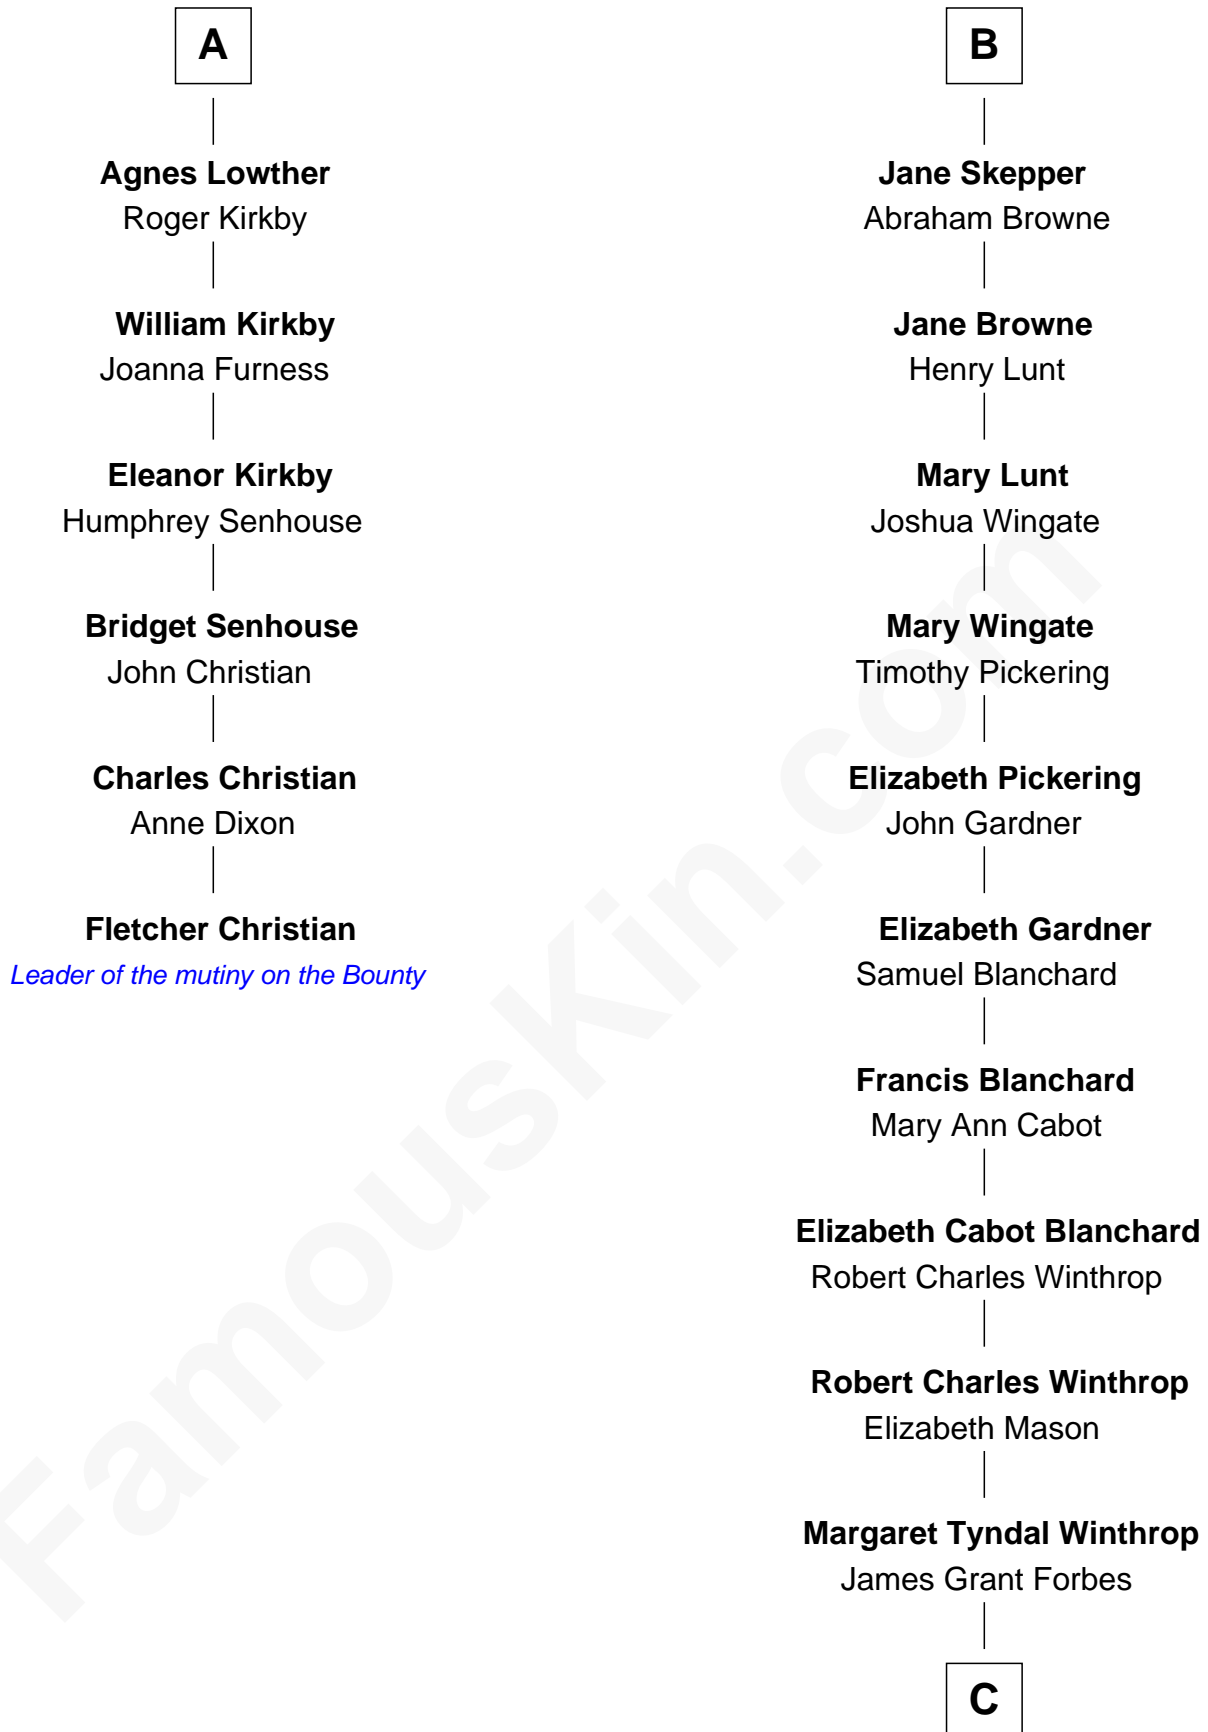 A
Agnes Lowther
Roger Kirkby
William Kirkby
Joanna Furness
Eleanor Kirkby
Humphrey Senhouse
Bridget Senhouse
John Christian
Charles Christian
Anne Dixon
Fletcher Christian
Leader of the mutiny on the Bounty
B
Jane Skepper
Abraham Browne
Jane Browne
Henry Lunt
Mary Lunt
Joshua Wingate
Mary Wingate
Timothy Pickering
Elizabeth Pickering
John Gardner
Elizabeth Gardner
Samuel Blanchard
Francis Blanchard
Mary Ann Cabot
Elizabeth Cabot Blanchard
Robert Charles Winthrop
Robert Charles Winthrop
Elizabeth Mason
Margaret Tyndal Winthrop
James Grant Forbes
C
FamousKin.com